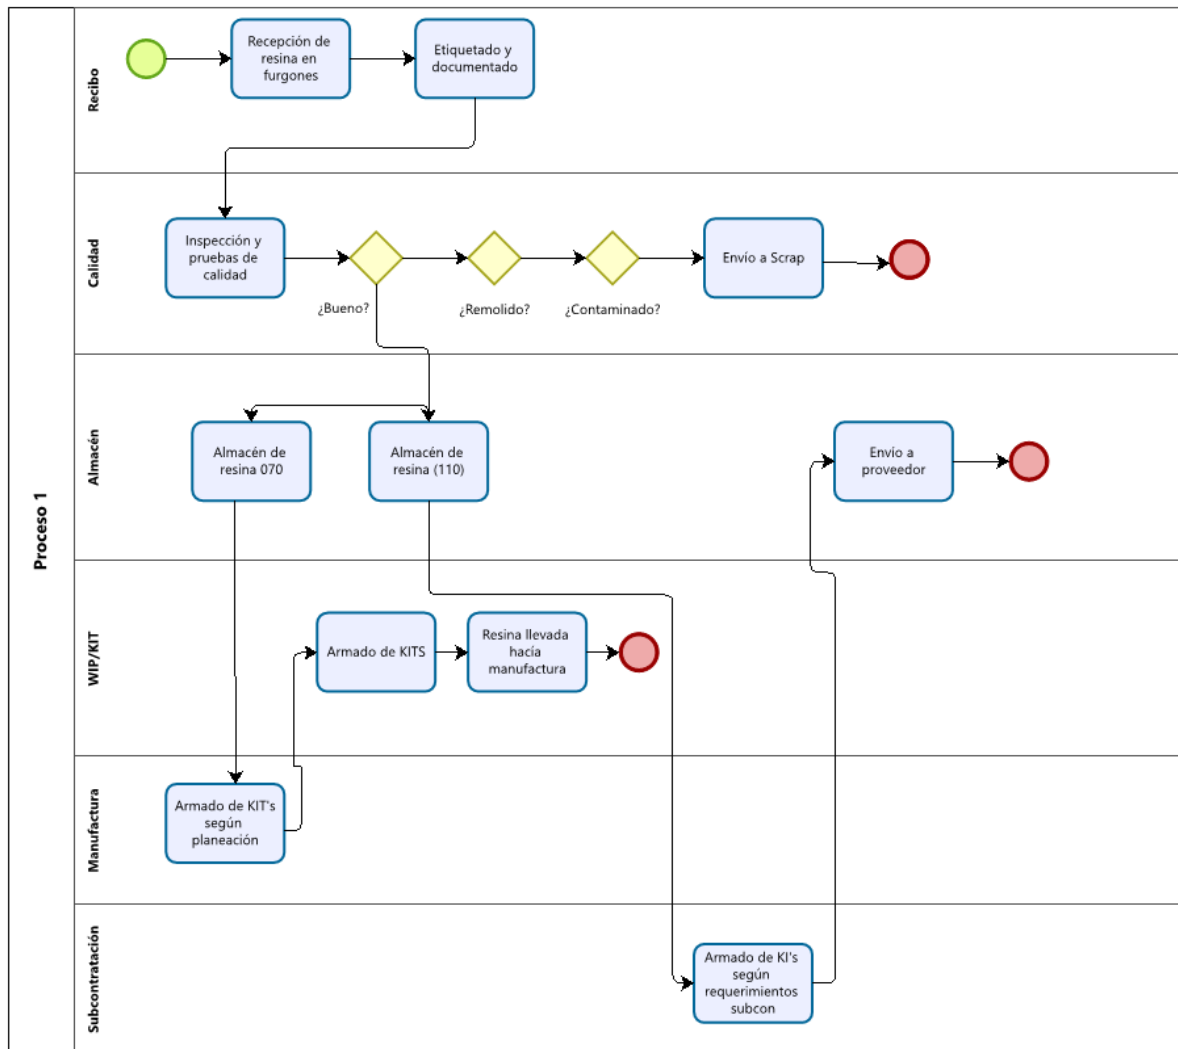 Proceso 1
Recibo
Recepción de
resina en
furgones
Etiquetado y
documentado
Calidad
Inspección y
pruebas de
calidad
¿Bueno?
¿Remolido?
¿Contaminado?
Envío a Scrap
Almacén
Almacén de
resina 070
Almacén de
resina (110)
Envío a
proveedor
WIP/KIT
Armado de KITS
Resina llevada
hacía
manufactura
Manufactura
Armado de KIT's
según
planeación
Subcontratación
Armado de KI's
según
requerimientos
subcon